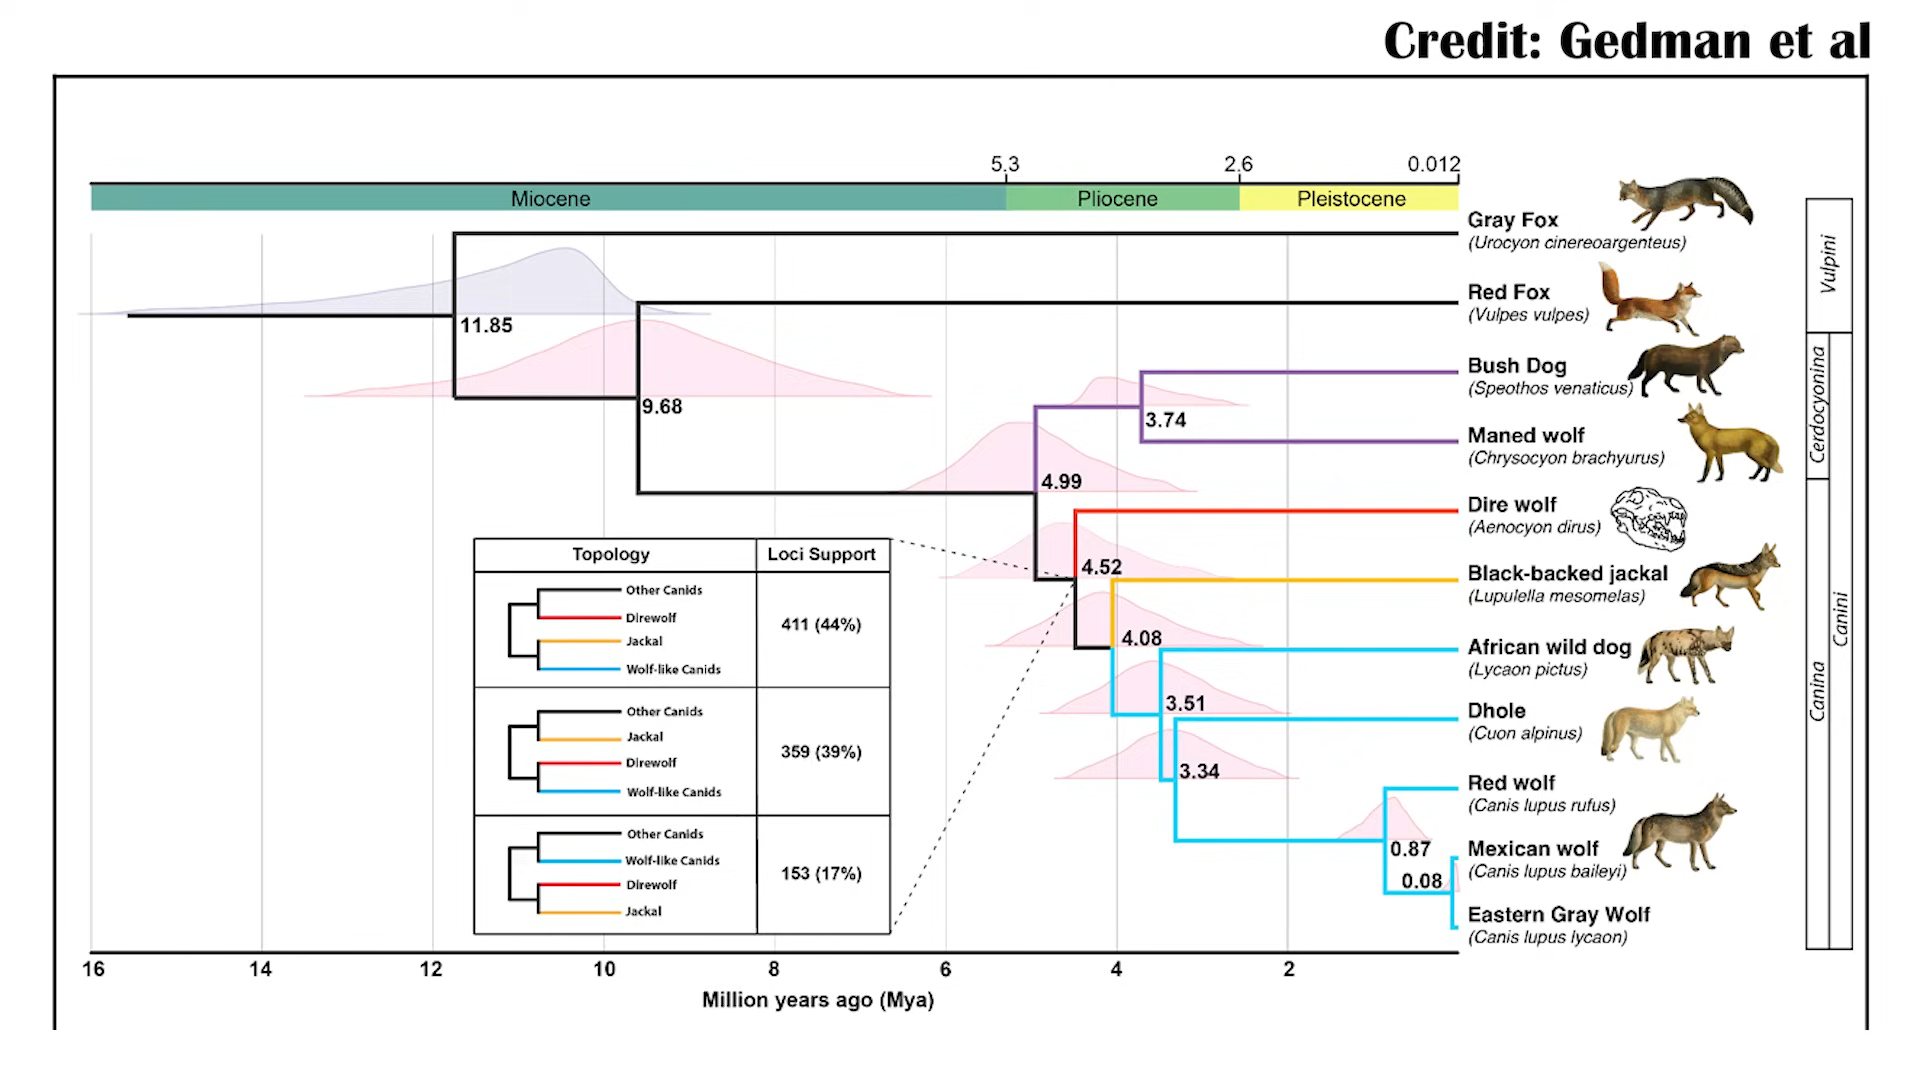 Credit: Gedman et al
5.3
2.6
0.012
Miocene
Pliocene
Pleistocene
Gray Fox
(Urocyon cinereoargenteus)
Red Fox
(Vulpes vulpes)
Bush Dog
(Speothos venaticus)
Maned wolf
(Chrysocyon brachyurus)
Dire wolf
(Aenocyon dirus)
Black-backed jackal
(Lupulella mesomelas)
African wild dog
(Lycaon pictus)
Dhole
(Cuon alpinus)
Red wolf
(Canis lupus rufus)
Mexican wolf
(Canis lupus baileyi)
Eastern Gray Wolf
(Canis lupus lycaon)
Vulpini
Cerdocyonina
Canina
Canini
11.85
9.68
3.74
4.99
4.52
4.08
3.51
3.34
0.87
0.08
Topology
Loci Support
Other Canids
Direwolf
Jackal
Wolf-like Canids
411 (44%)
Other Canids
Jackal
Direwolf
Wolf-like Canids
359 (39%)
Other Canids
Wolf-like Canids
Direwolf
Jackal
153 (17%)
16 14 12 10 8 6 4 2
Million years ago (Mya)